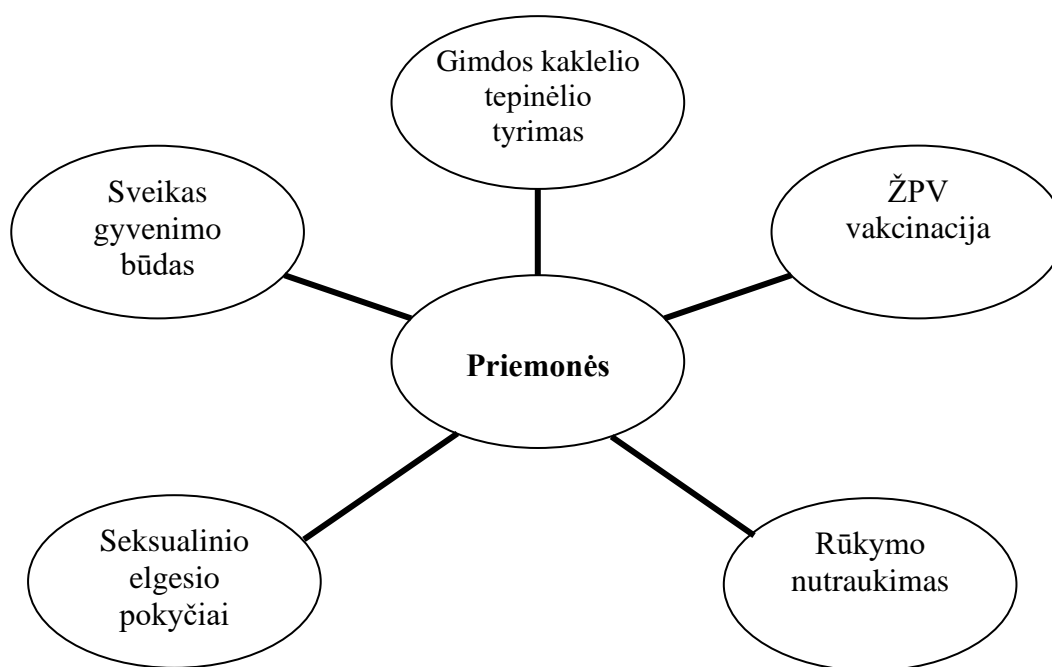 Gimdos kaklelio
tepinėlio
tyrimas
Sveikas
gyvenimo
būdas
ŽPV
vakcinacija
Priemonės
Seksualinio
elgesio
pokyčiai
Rūkymo
nutraukimas